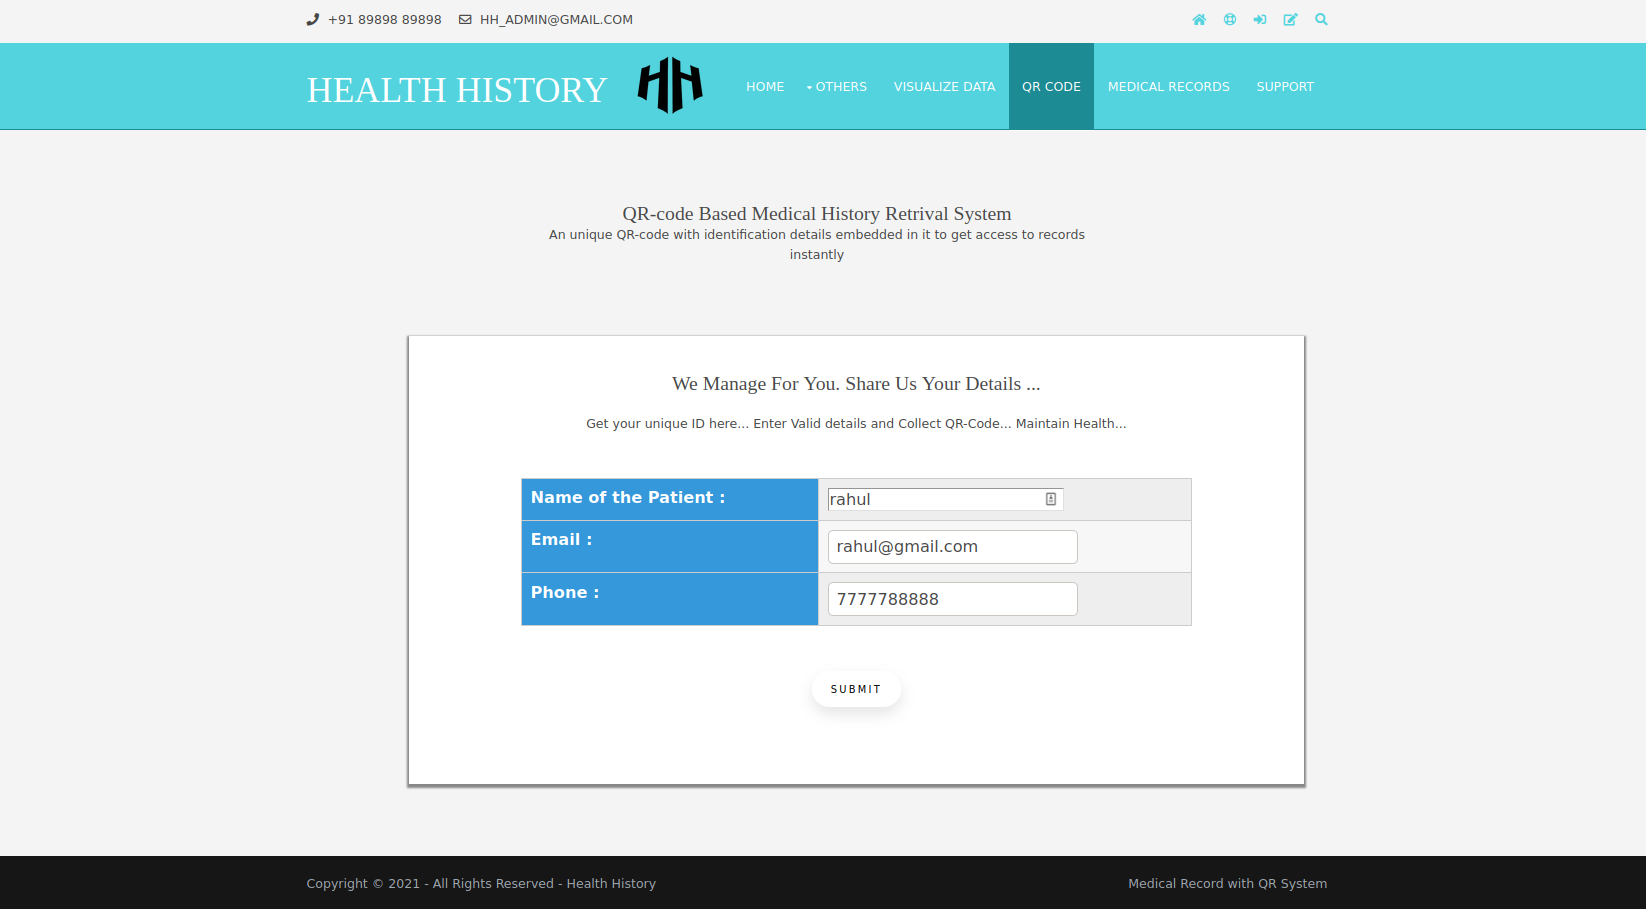 +91 89898 89898 HH_ADMIN@GMAIL.COM
HEALTH HISTORY HH HOME OTHERS VISUALIZE DATA QR CODE MEDICAL RECORDS SUPPORT
QR-code Based Medical History Retrival System
An unique QR-code with identification details embedded in it to get access to records
instantly
We Manage For You. Share Us Your Details ...
Get your unique ID here... Enter Valid details and Collect QR-Code... Maintain Health...
Name of the Patient : rahul
Email : rahul@gmail.com
Phone : 7777788888
SUBMIT
Copyright © 2021 - All Rights Reserved - Health History Medical Record with QR System